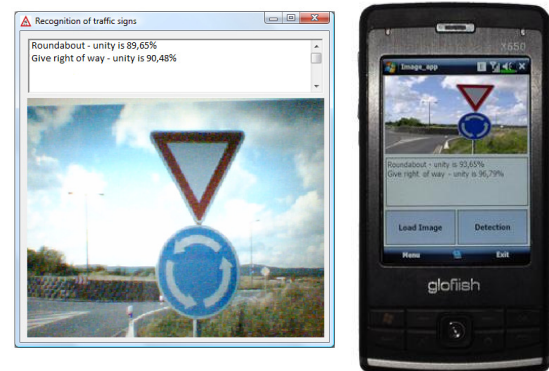 Recognition of traffic signs
Roundabout - unity is 89,65%
Give right of way - unity is 90,48%
X650
Image_app
Roundabout - unity is 93,65%
Give right of way - unity is 96,79%
Load Image
Detection
Menu
Exit
glofiish